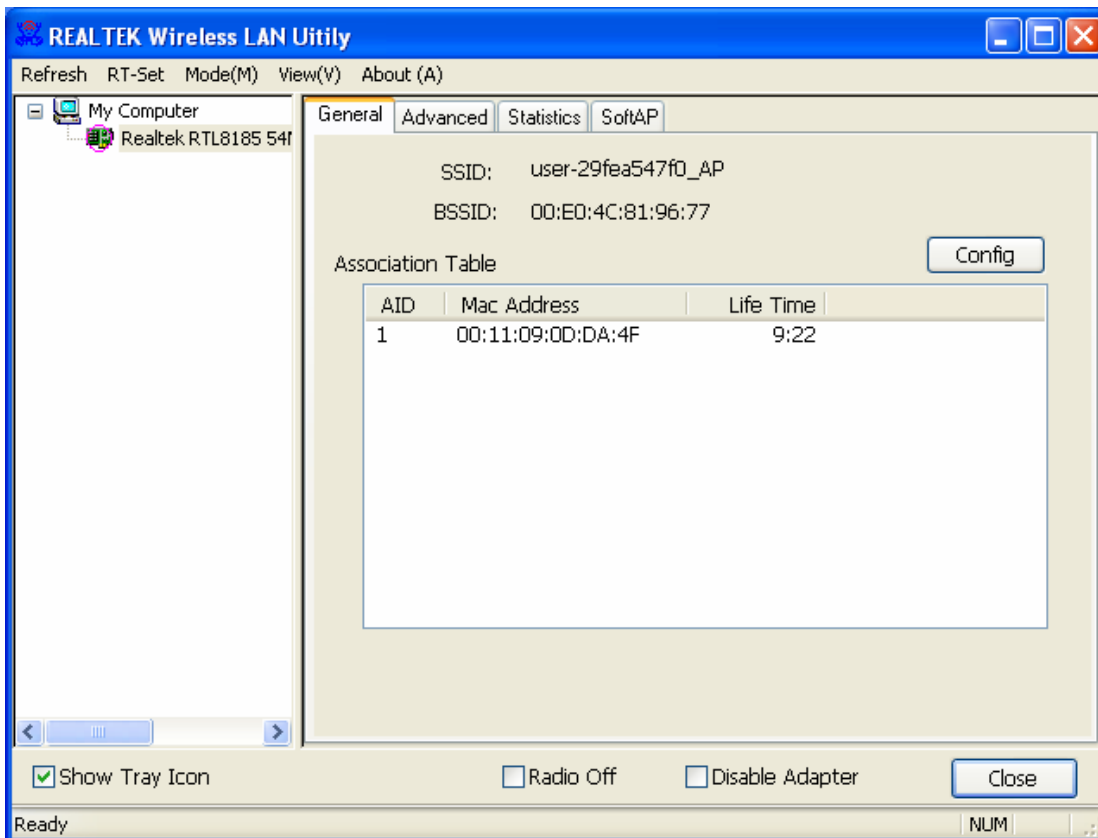 REALTEK Wireless LAN Uitily
Refresh RT-Set Mode(M) View(V) About (A)
My Computer
Realtek RTL8185 54
General Advanced Statistics SoftAP
SSID: user-29fea547f0_AP
BSSID: 00:E0:4C:81:96:77
Config
Association Table
AID Mac Address Life Time
1 00:11:09:0D:DA:4F 9:22
Show Tray Icon Radio Off Disable Adapter Close
Ready NUM